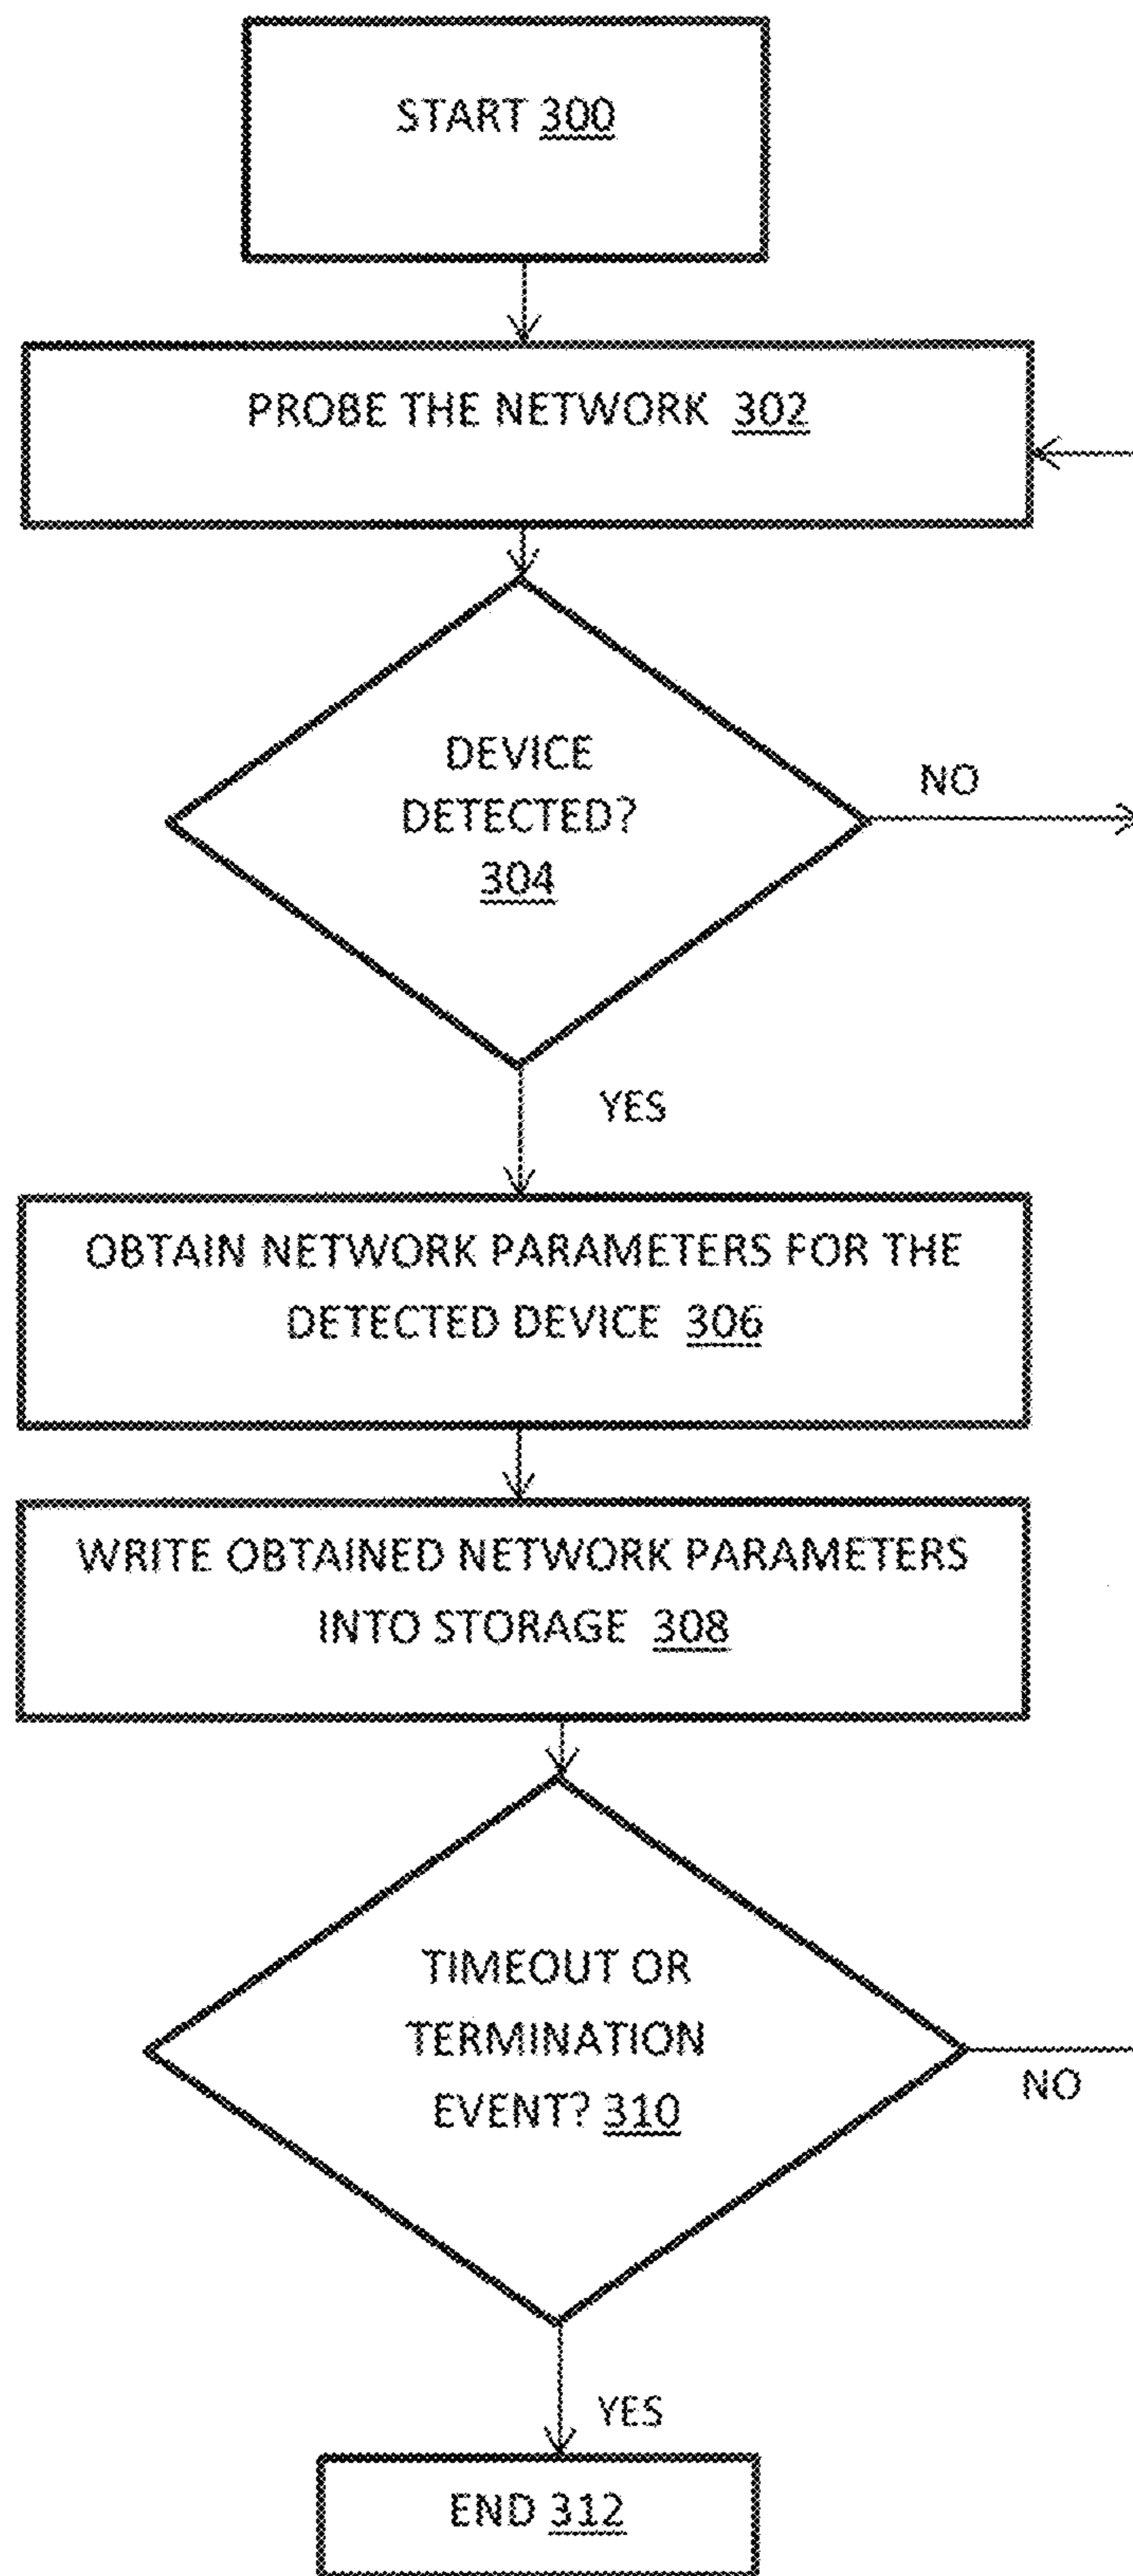 START 300
PROBE THE NETWORK 302
DEVICE
DETECTED?
304
NO
YES
OBTAIN NETWORK PARAMETERS FOR THE
DETECTED DEVICE 306
WRITE OBTAINED NETWORK PARAMETERS
INTO STORAGE 308
TIMEOUT OR
TERMINATION
EVENT? 310
NO
YES
END 312